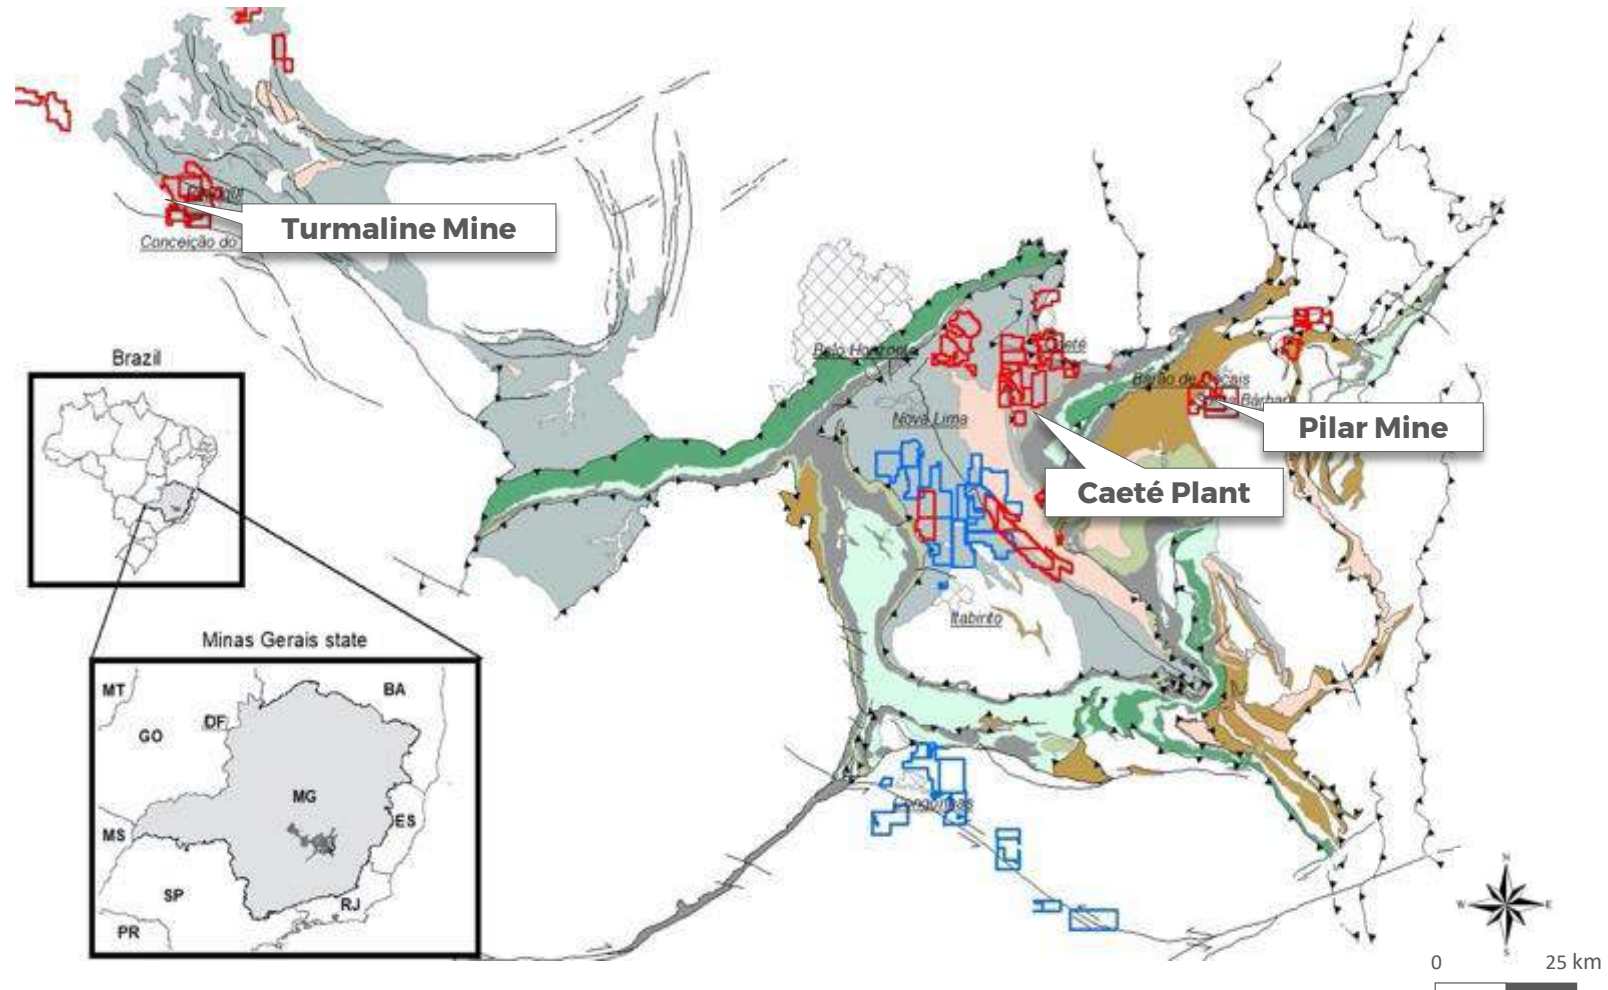 Turmaline Mine
Conceição do
Belo Horizonte
Nova Lima
Barão de Cocais
Pilar Mine
Caeté Plant
Itabirito
Congonhas
Brazil
Minas Gerais state
MT
BA
DF
GO
MG
ES
MS
SP
RJ
PR
N
W
E
S
0 25 km